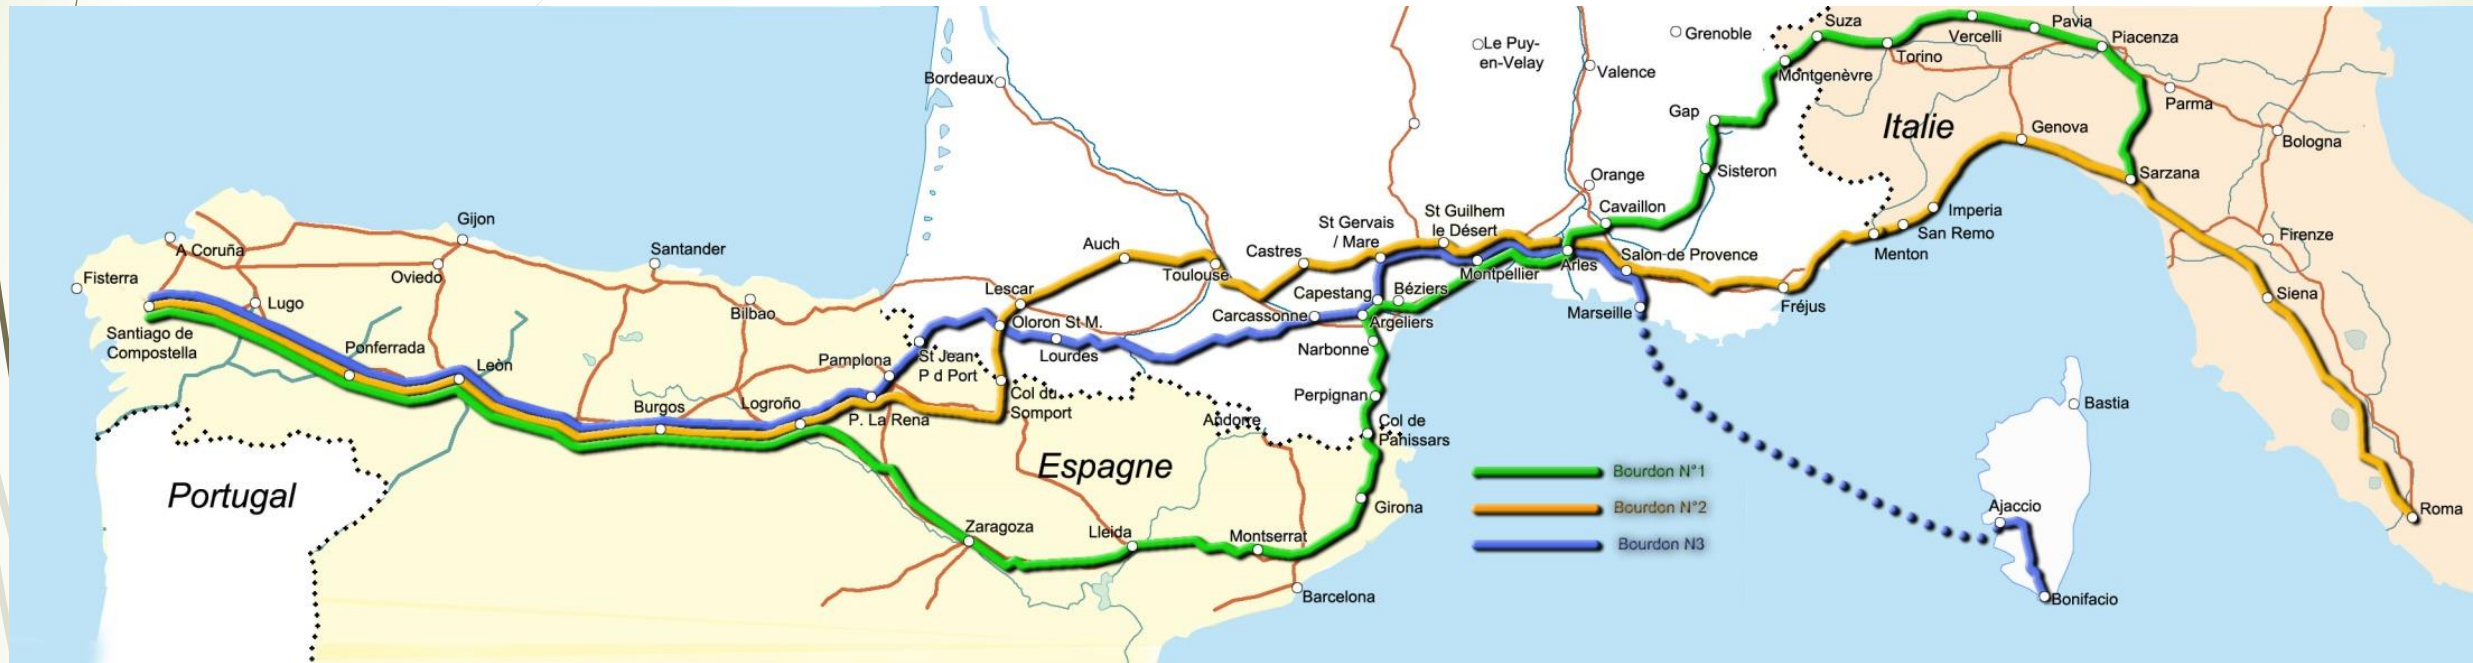 Suza
Pavia
Le Puy-
en-Velay
Grenoble
Vercelli
Piacenza
Torino
Bordeaux
Valence
Montgenèvre
Parma
Gap
Italie
Genova
Bologna
Orange
Sisteron
Sarzana
Gijon
St Guilhem
le Désert
Cavaillon
Imperia
A Coruña
Santander
Auch
Castres
St Gervais
/ Mare
San Remo
Firenze
Fisterra
Oviedo
Toulouse
Montpellier
Arles
Salon de Provence
Menton
Lugo
Lescar
Capestang
Béziers
Siena
Bilbao
Oloron St M.
Carcassonne
Argeliers
Marseille
Fréjus
Santiago de
Compostella
Ponferrada
Leòn
Pamplona
St Jean
P d Port
Lourdes
Narbonne
Col du
Somport
Perpignan
Burgos
Logroño
P. La Rena
Andorre
Col de
Panissars
Bastia
Portugal
Espagne
Bourdon N°1
Girona
Bourdon N°2
Ajaccio
Roma
Zaragoza
Lleida
Montserrat
Bourdon N3
Barcelona
Bonifacio